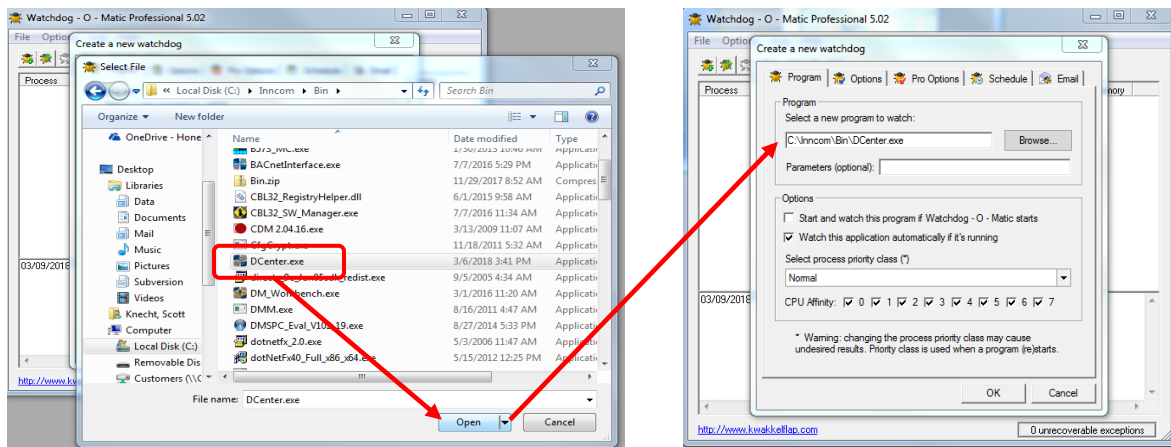 Watchdog - O - Matic Professional 5.02
File Option
Create a new watchdog
Select File
Process
« Local Disk (C:) Inncom Bin
Search Bin
Organize New folder
OneDrive - Hone
Desktop
Libraries
Data
Documents
Mail
Music
Pictures
Subversion
Videos
Knecht, Scott
Computer
Local Disk (C:)
Removable Dis
Customers (\\C
Name Date modified Type
BACnetInterface.exe 7/7/2016 5:29 PM Applicati
Bin.zip 11/29/2017 8:52 AM Compres
CBL32_RegistryHelper.dll 6/1/2015 9:58 AM Applicati
CBL32_SW_Manager.exe 7/7/2016 11:34 AM Applicati
CDM 2.04.16.exe 3/13/2009 11:07 AM Applicati
CfgCrypt.exe 11/18/2011 5:32 AM Applicati
DCenter.exe 3/6/2018 3:41 PM Applicati
redist.exe 9/5/2005 4:34 AM Applicati
DM_Workbench.exe 3/1/2016 11:20 AM Applicati
DMM.exe 8/16/2011 4:47 AM Applicati
8/27/2014 5:33 PM Applicati
dotnetfx_2.0.exe 5/3/2006 11:47 AM Applicati
dotNetFx40_Full_x86_x64.exe 5/15/2012 12:25 PM Applicati
03/09/2018
http://www.kw
File name: DCenter.exe
Open Cancel
Watchdog - O - Matic Professional 5.02
File Option
Create a new watchdog
Process
mory
Program Options Pro Options Schedule Email
Program
Select a new program to watch:
C:\Inncom\Bin\DCenter.exe Browse...
Parameters (optional):
Options
Start and watch this program if Watchdog - O - Matic starts
Watch this application automatically if it's running
Select process priority class (*)
Normal
CPU Affinity: 0 1 2 3 4 5 6 7
* Warning: changing the process priority class may cause
undesired results. Priority class is used when a program (re)starts.
OK Cancel
03/09/2018
http://www.kwakkelflap.com
0 unrecoverable exceptions